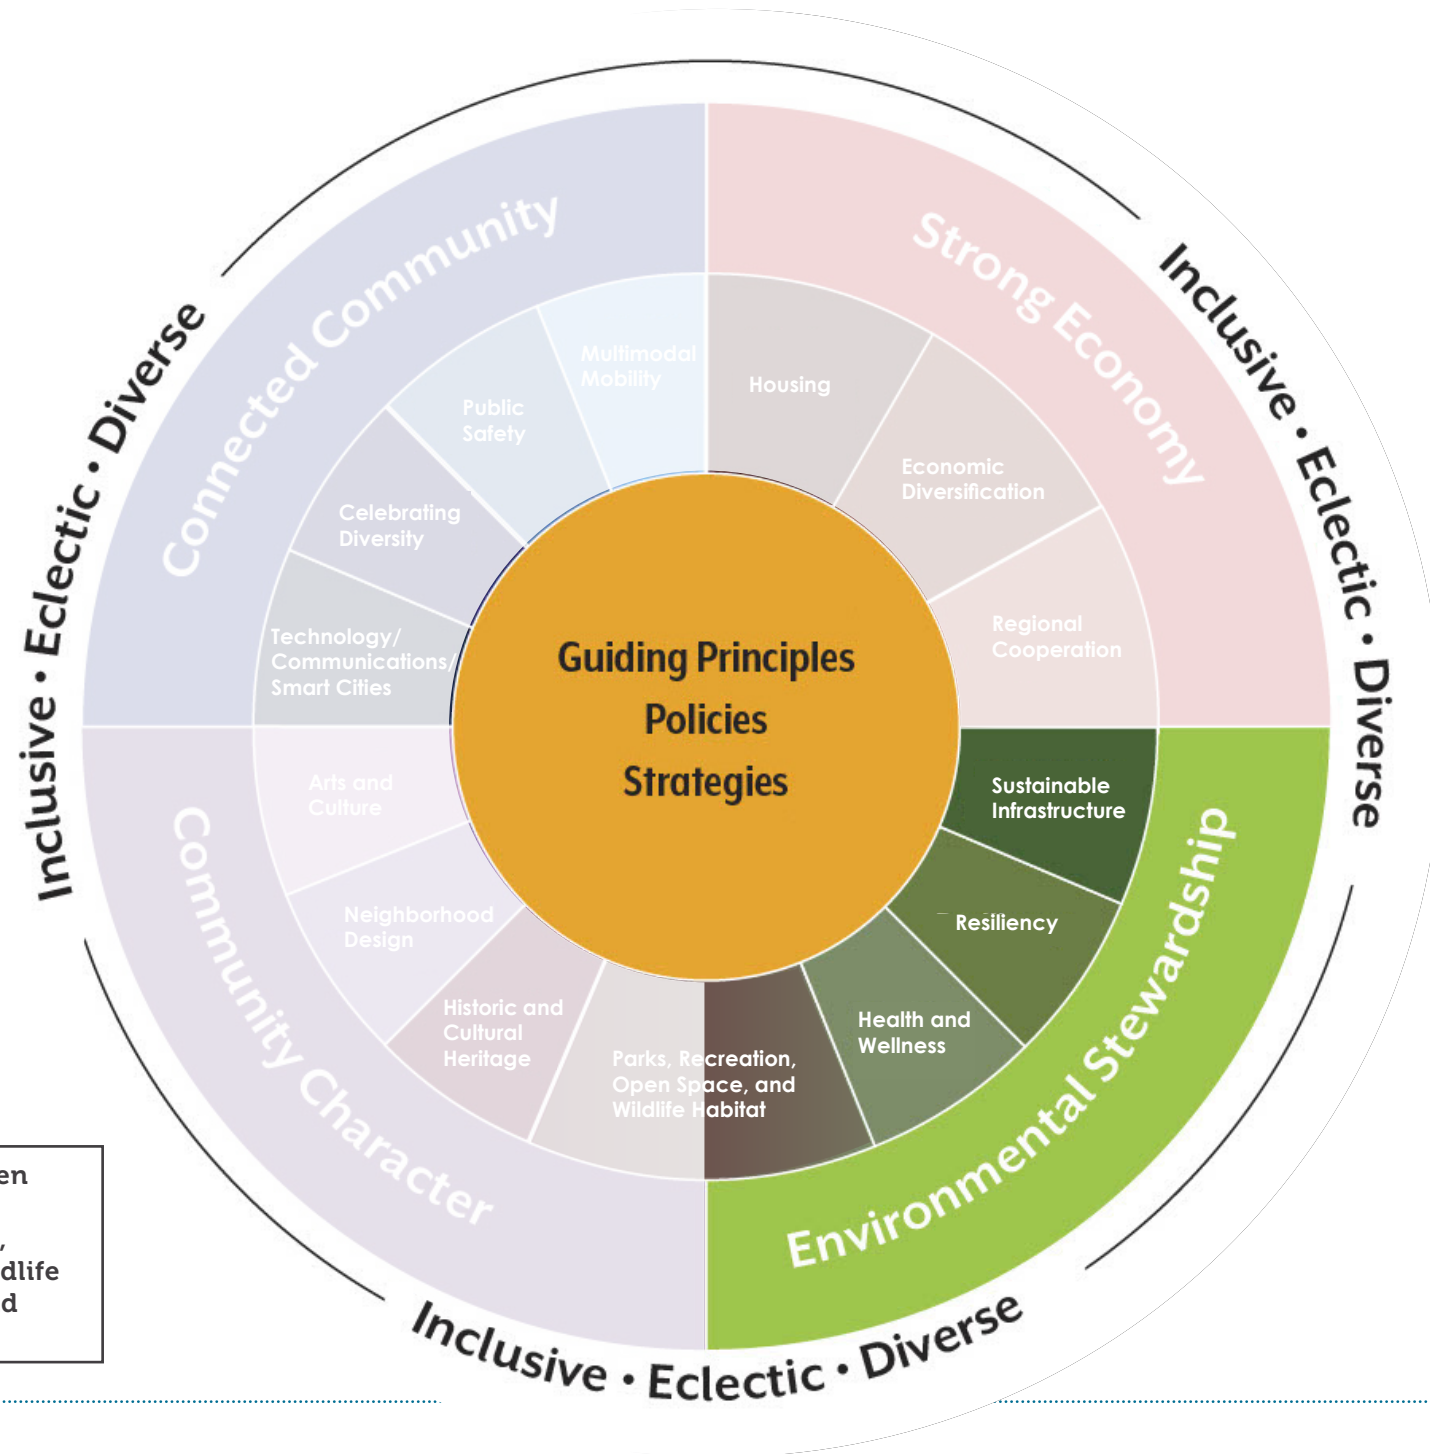 Inclusive • Eclectic • Diverse
Inclusive • Eclectic • Diverse
Inclusive • Eclectic • Diverse
Connected Community
Strong Economy
Community Character
Environmental Stewardship
Multimodal
Mobility
Public
Safety
Celebrating
Diversity
Technology/
Communications/
Smart Cities
Housing
Economic
Diversification
Regional
Cooperation
Guiding Principles
Policies
Strategies
Sustainable
Infrastructure
Resiliency
Health and
Wellness
Parks, Recreation,
Open Space, and
Wildlife Habitat
Historic and
Cultural
Heritage
Neighborhood
Design
Arts and
Culture